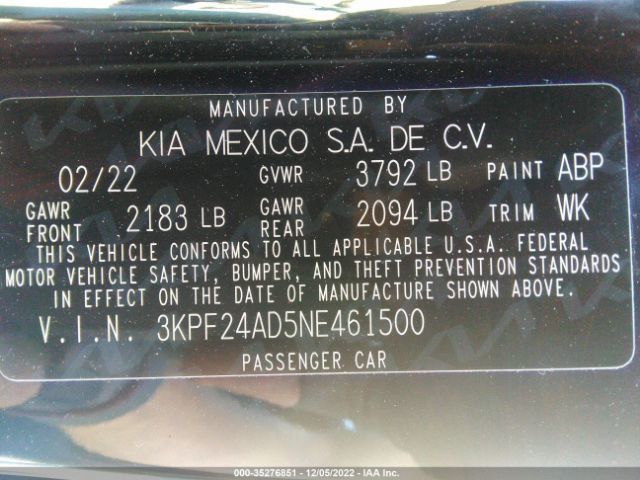 MANUFACTURED BY
KIA MEXICO S.A. DE C.V.
02/22 GVWR 3792 LB PAINT ABP
GAWR FRONT 2183 LB GAWR REAR 2094 LB TRIM WK
THIS VEHICLE CONFORMS TO ALL APPLICABLE U.S.A. FEDERAL
MOTOR VEHICLE SAFETY, BUMPER, AND THEFT PREVENTION STANDARDS
IN EFFECT ON THE DATE OF MANUFACTURE SHOWN ABOVE.
V.I.N. 3KPF24AD5NE461500
PASSENGER CAR
000-35276851 - 12/05/2022 - IAA Inc.